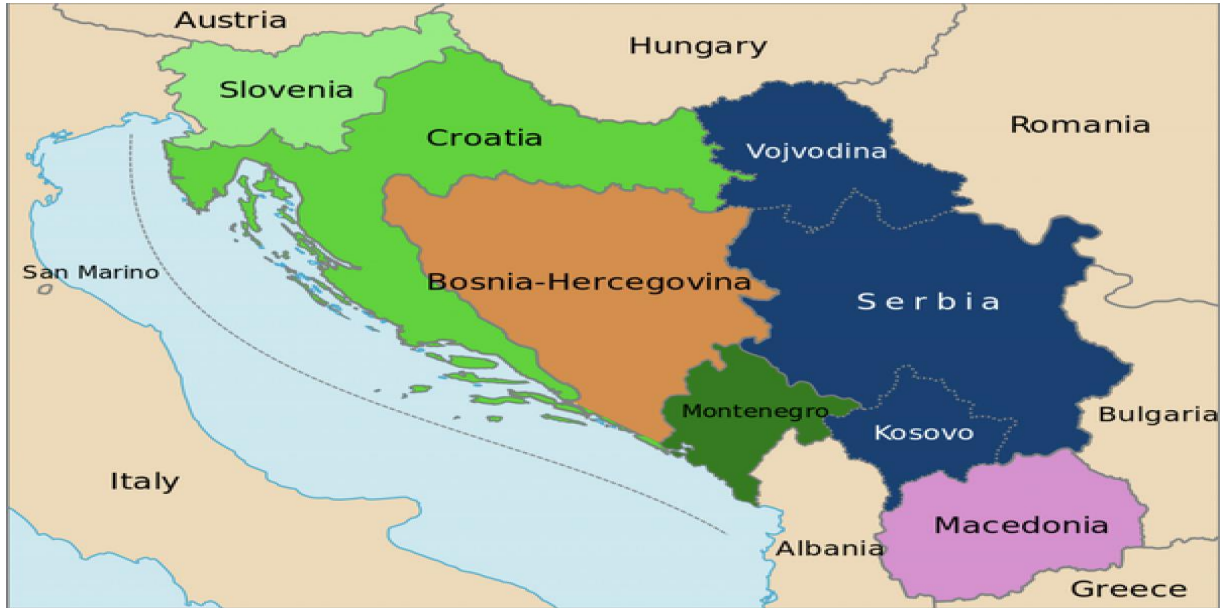 Austria
Hungary
Slovenia
Romania
Croatia
Vojvodina
San Marino
Bosnia-Hercegovina
Serbia
Montenegro
Bulgaria
Kosovo
Italy
Macedonia
Albania
Greece